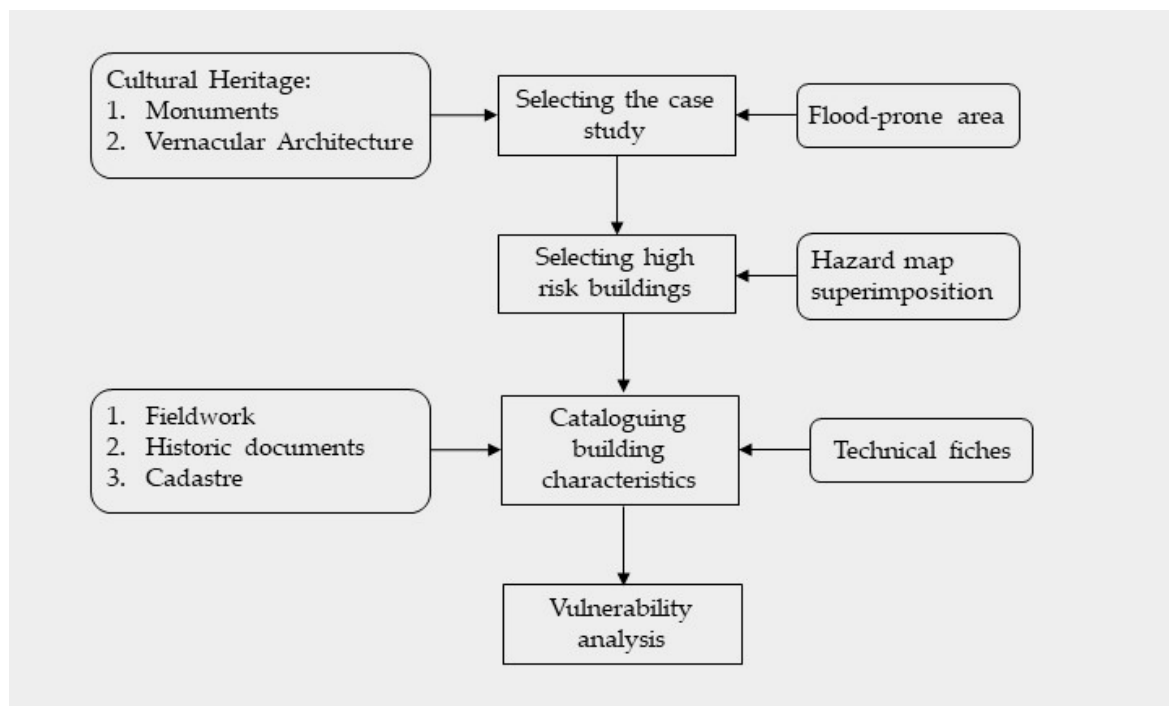 Cultural Heritage:
1. Monuments
2. Vernacular Architecture
Selecting the case
study
Flood-prone area
Selecting high
risk buildings
Hazard map
superimposition
1. Fieldwork
2. Historic documents
3. Cadastre
Cataloguing
building
characteristics
Technical fiches
Vulnerability
analysis